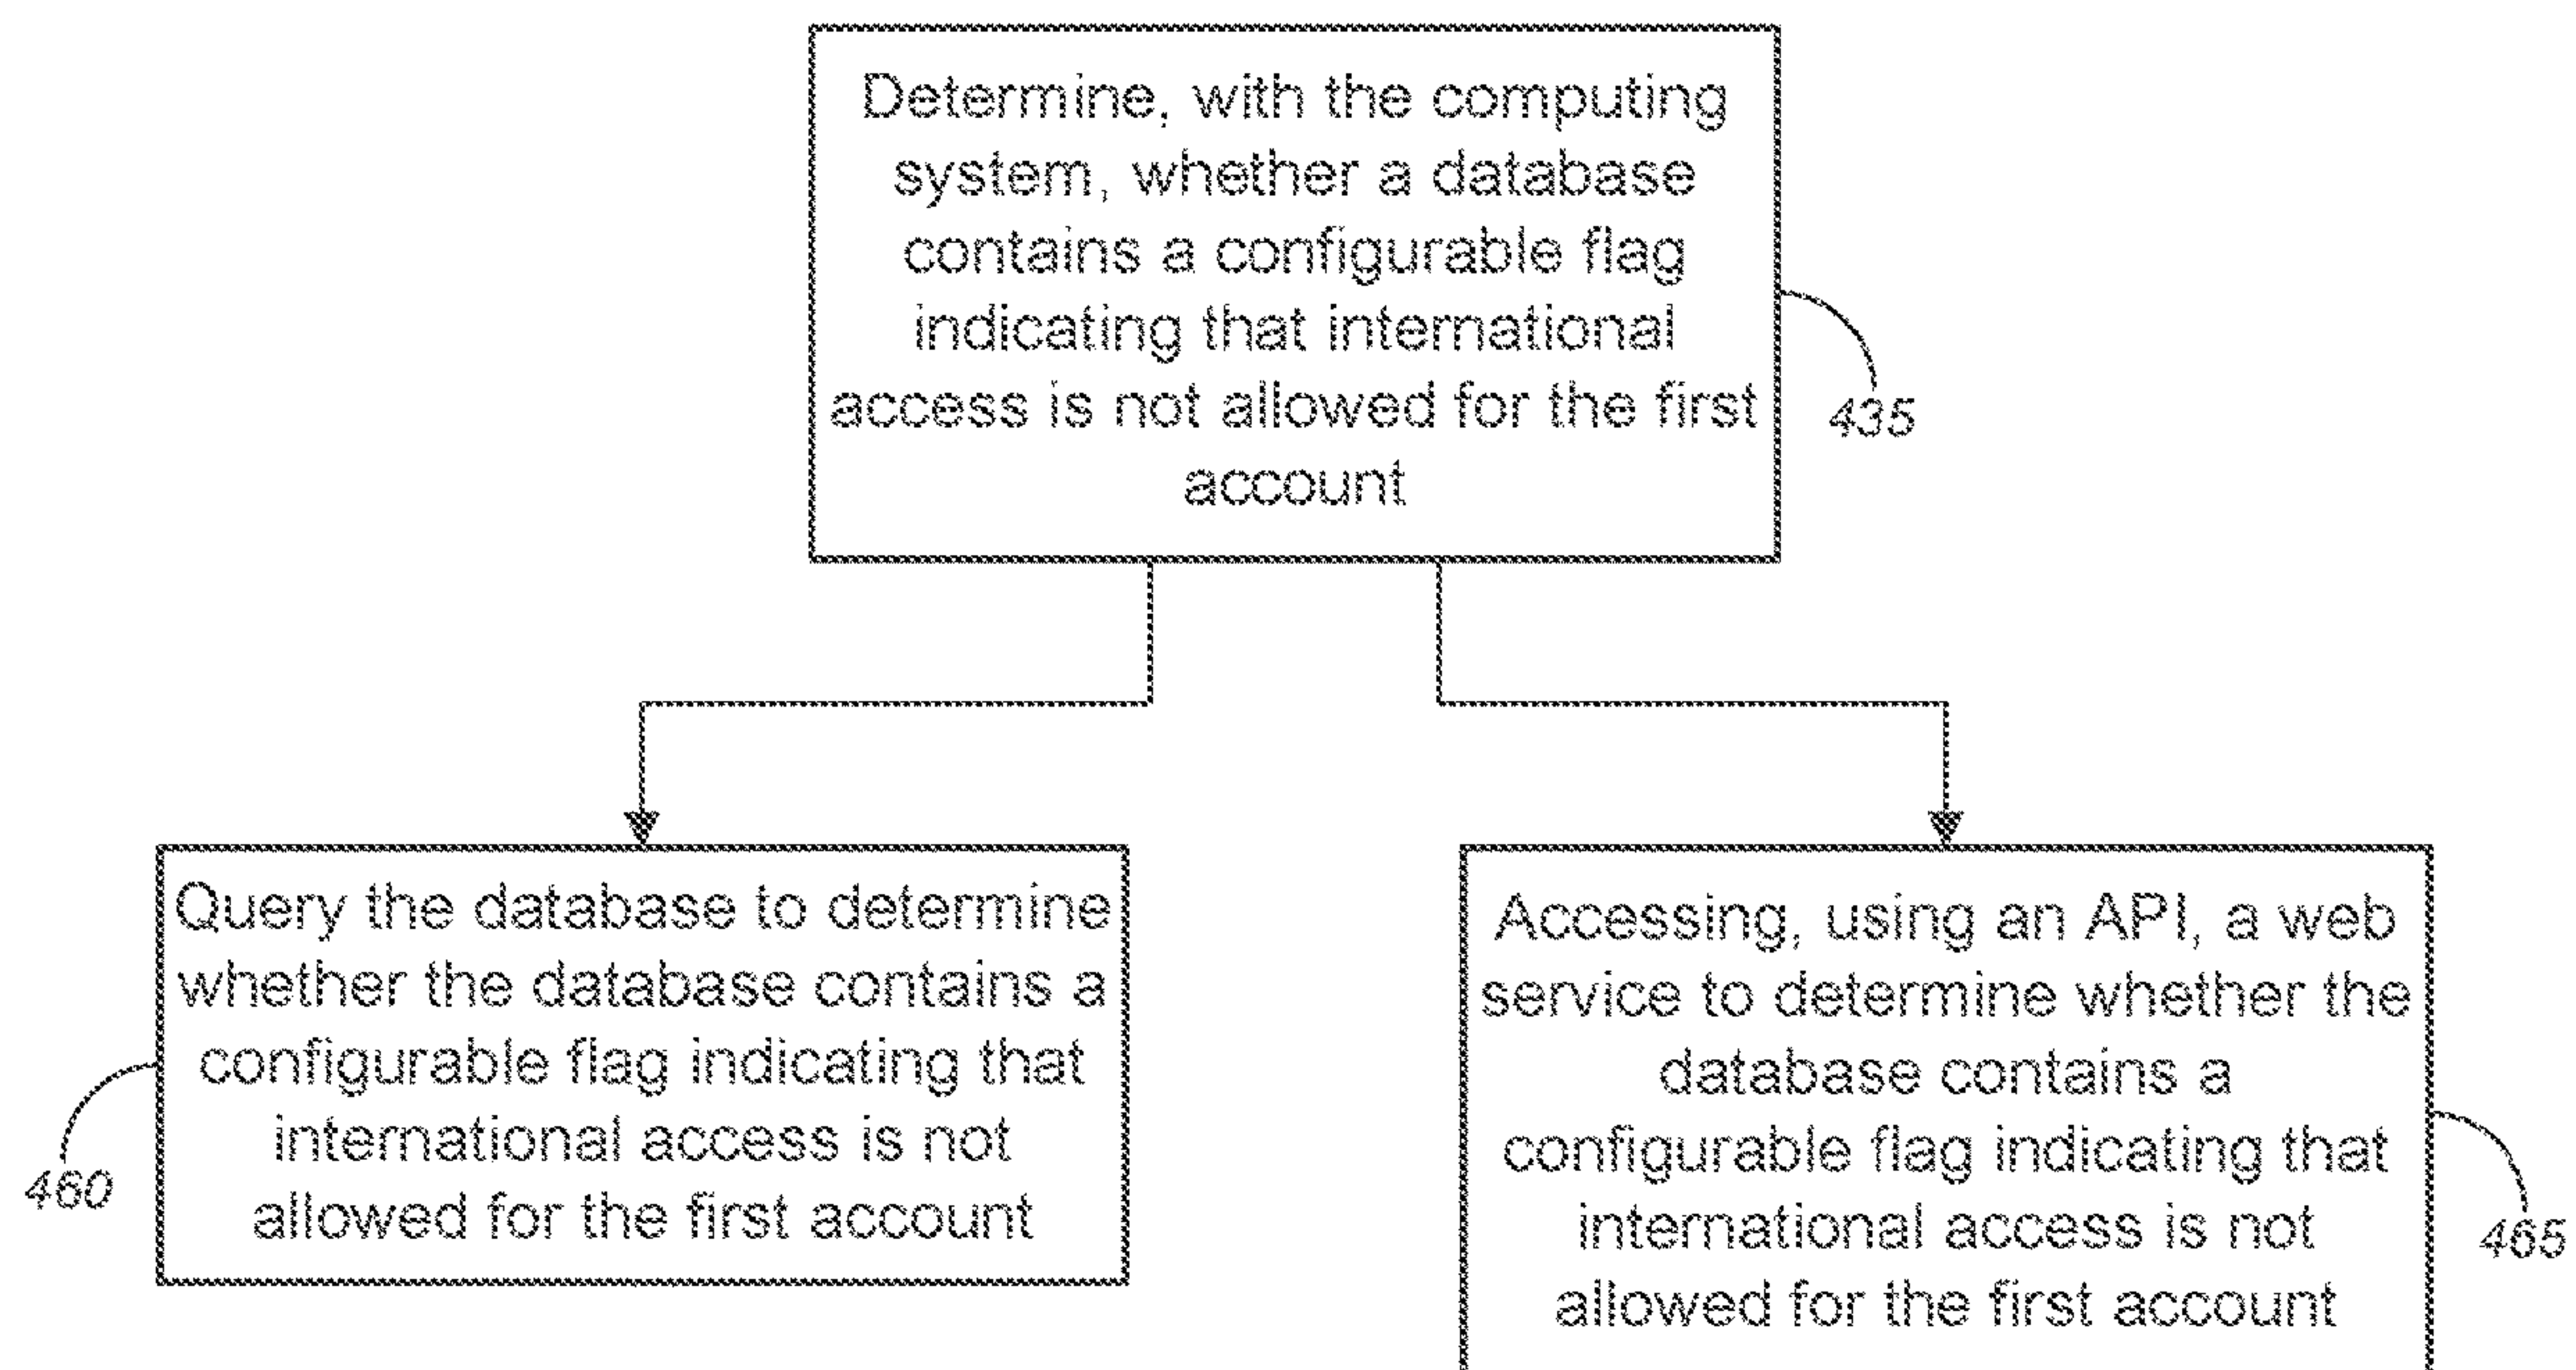 Determine, with the computing
system, whether a database
contains a configurable flag
indicating that international
access is not allowed for the first
account
435
Query the database to determine
whether the database contains a
configurable flag indicating that
international access is not
allowed for the first account
460
Accessing, using an API, a web
service to determine whether the
database contains a
configurable flag indicating that
international access is not
allowed for the first account
465